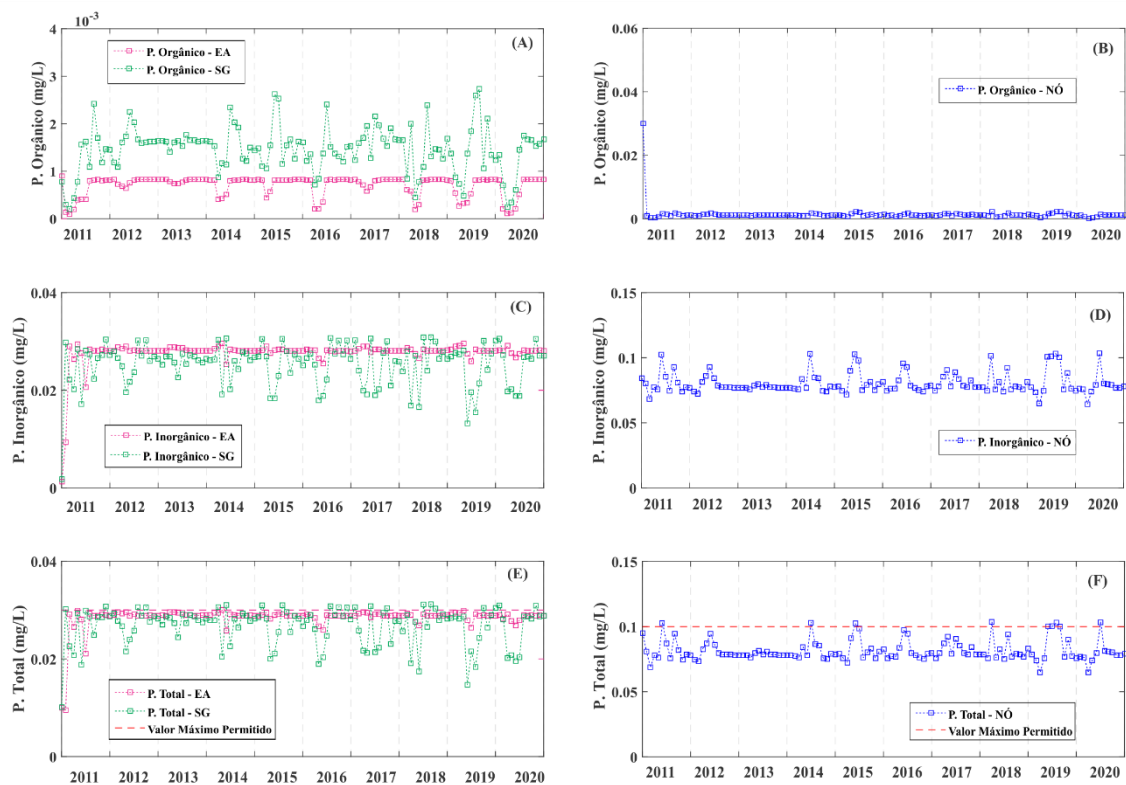 10⁻³
4
3
2
1
0
P. Orgânico (mg/L)
(A)
P. Orgânico - EA
P. Orgânico - SG
2011 2012 2013 2014 2015 2016 2017 2018 2019 2020
0.06
0.04
0.02
0
P. Orgânico (mg/L)
(B)
P. Orgânico - NÓ
2011 2012 2013 2014 2015 2016 2017 2018 2019 2020
0.04
0.02
0
P. Inorgânico (mg/L)
(C)
P. Inorgânico - EA
P. Inorgânico - SG
2011 2012 2013 2014 2015 2016 2017 2018 2019 2020
0.15
0.1
0.05
0
P. Inorgânico (mg/L)
(D)
P. Inorgânico - NÓ
2011 2012 2013 2014 2015 2016 2017 2018 2019 2020
0.04
0.02
0
P. Total (mg/L)
(E)
P. Total - EA
P. Total - SG
Valor Máximo Permitido
2011 2012 2013 2014 2015 2016 2017 2018 2019 2020
0.15
0.1
0.05
0
P. Total (mg/L)
(F)
P. Total - NÓ
Valor Máximo Permitido
2011 2012 2013 2014 2015 2016 2017 2018 2019 2020